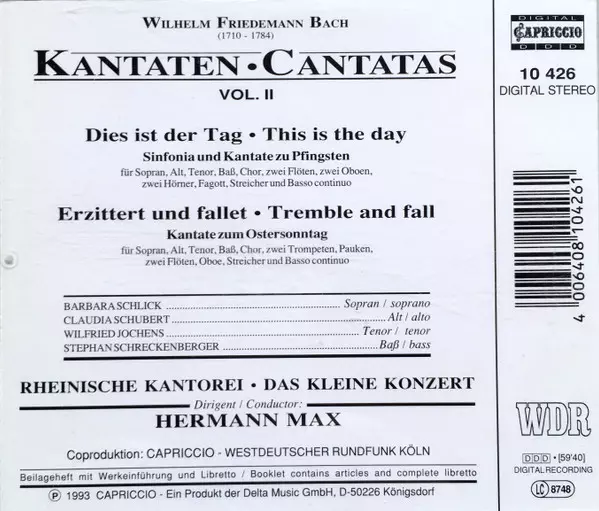 WILHELM FRIEDEMANN BACH
(1710 - 1784)
KANTATEN • CANTATAS
VOL. II
Dies ist der Tag • This is the day
Sinfonia und Kantate zu Pfingsten
für Sopran, Alt, Tenor, Baß, Chor, zwei Flöten, zwei Oboen,
zwei Hörner, Fagott, Streicher und Basso continuo
Erzittert und fallet • Tremble and fall
Kantate zum Ostersonntag
für Sopran, Alt, Tenor, Baß, Chor, zwei Trompeten, Pauken,
zwei Flöten, Oboe, Streicher und Basso continuo
BARBARA SCHLICK Sopran / soprano
CLAUDIA SCHUBERT Alt / alto
WILFRIED JOCHENS Tenor / tenor
STEPHAN SCHRECKENBERGER Baß / bass
RHEINISCHE KANTOREI • DAS KLEINE KONZERT
Dirigent / Conductor:
HERMANN MAX
Coproduktion: CAPRICCIO - WESTDEUTSCHER RUNDFUNK KÖLN
Beilageheft mit Werkeinführung und Libretto / Booklet contains articles and complete libretto
Ⓟ 1993 CAPRICCIO - Ein Produkt der Delta Music GmbH, D-50226 Königsdorf
DIGITAL
CAPRICCIO
DDD
10 426
DIGITAL STEREO
4 006408 104261
WDR
DDD • [59'40]
DIGITAL RECORDING
LC 8748